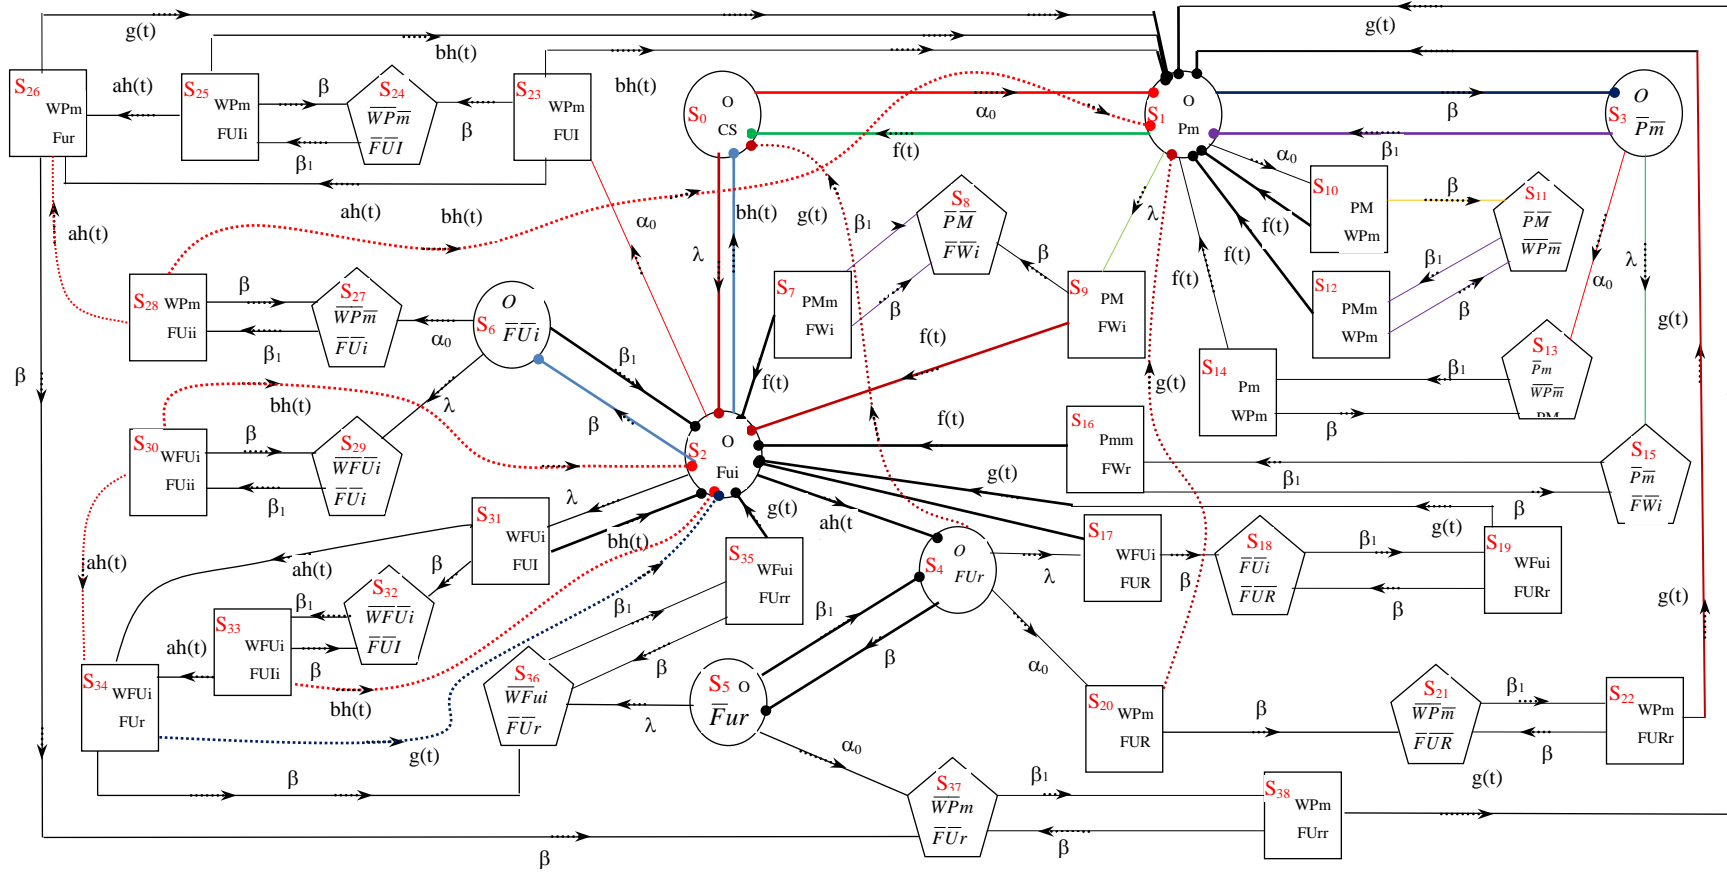 g(t)
bh(t)
bh(t)
g(t)
S26
WPm
Fur
ah(t)
S25
WPm
FUIi
β
β1
S24
WPm
FUI
β
S23
WPm
FUI
S0
O
CS
α0
f(t)
S1
O
Pm
β
β1
S3
O
Pm
ah(t)
bh(t)
ah(t)
α0
λ
bh(t)
g(t)
β1
S8
PM
FWi
β
β
λ
α0
S10
PM
WPm
β
S11
PM
WPm
f(t)
f(t)
f(t)
β1
β
α0
λ
S28
WPm
FUii
β
β1
S27
WPm
FUi
α0
S6
O
FUi
β1
S7
PMm
FWi
S9
PM
FWi
S12
PMm
WPm
f(t)
f(t)
g(t)
g(t)
S14
Pm
WPm
β1
β
S13
Pm
WPm
β
bh(t)
λ
β
S30
WFUi
FUii
β
β1
S29
WFUi
FUi
S2
O
Fui
f(t)
S16
Pmm
FWr
β1
S15
Pm
FWi
λ
g(t)
ah(t
g(t)
β
ah(t)
S31
WFUi
FUI
bh(t)
ah(t)
β
S32
WFUi
FUI
β1
β
S33
WFUi
FUIi
ah(t)
S35
WFui
FUrr
β1
β
S4
O
FUr
λ
S17
WFUi
FUR
β
S18
FUi
FUR
β1
β
S19
WFui
FURr
g(t)
β1
β
α0
S34
WFUi
FUr
bh(t)
g(t)
S36
WFui
FUr
λ
S5
O
Fur
S20
WPm
FUR
β
S21
WPm
FUR
β1
β
S22
WPm
FURr
g(t)
β
α0
S37
WPm
FUr
β1
β
S38
WPm
FUrr
β